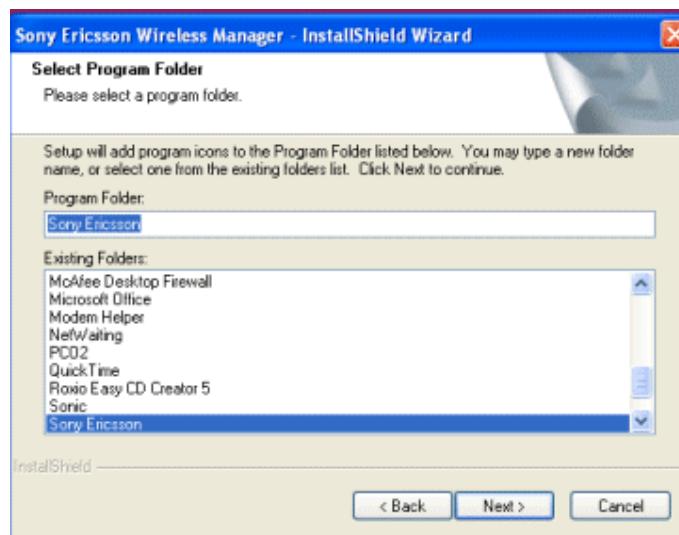 Sony Ericsson Wireless Manager - InstallShield Wizard
Select Program Folder
Please select a program folder.
Setup will add program icons to the Program Folder listed below. You may type a new folder
name, or select one from the existing folders list. Click Next to continue.
Program Folder:
Sony Ericsson
Existing Folders:
McAfee Desktop Firewall
Microsoft Office
Modem Helper
NetWaiting
PCO2
QuickTime
Roxio Easy CD Creator 5
Sonic
Sony Ericsson
InstallShield
< Back
Next >
Cancel